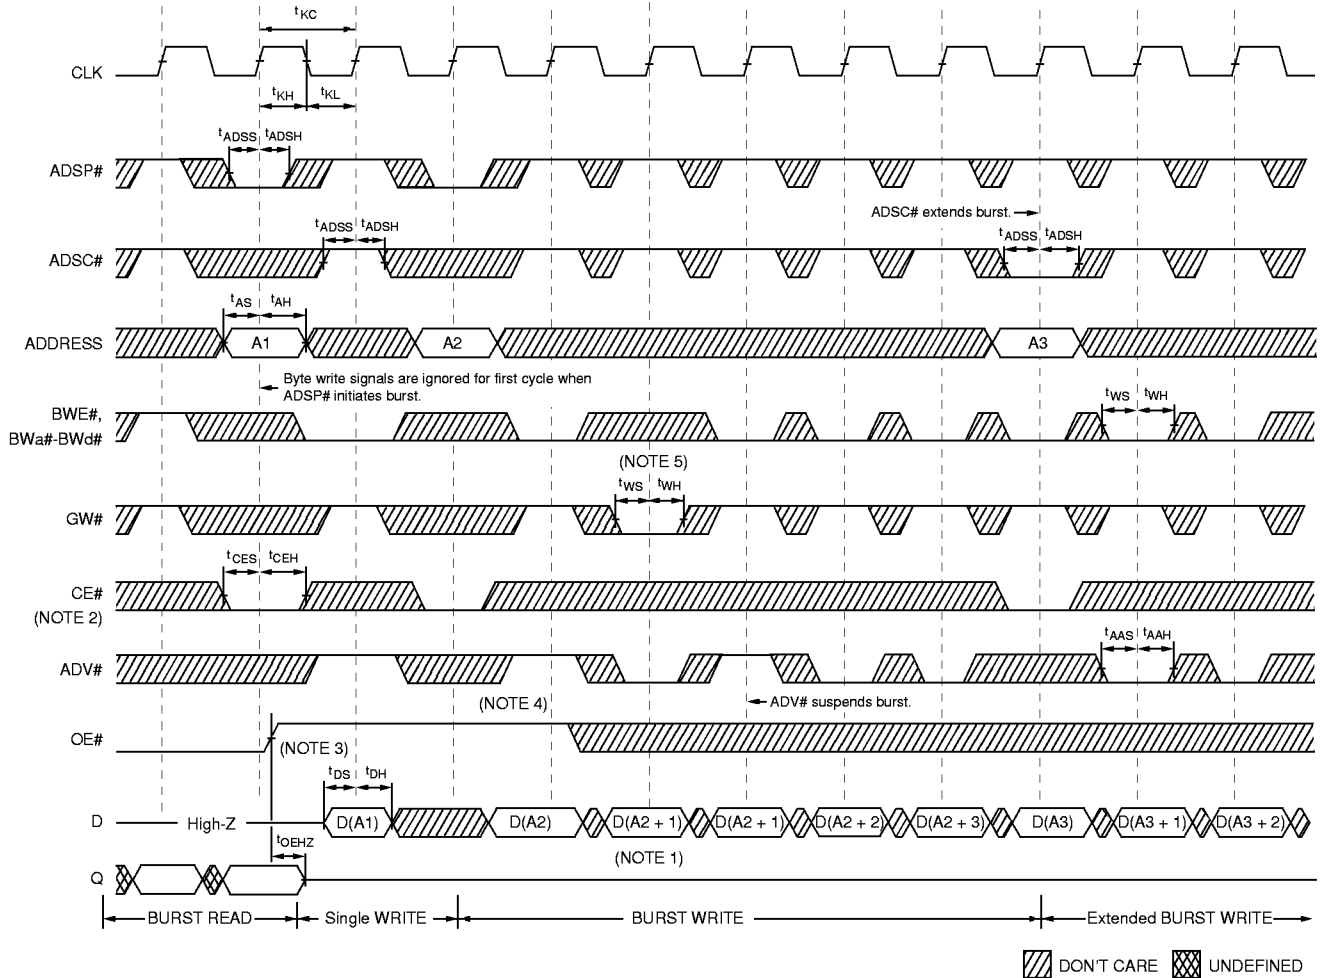 tKC
CLK
tKH tKL
tADSS tADSH
ADSP#
ADSC# extends burst.
tADSS tADSH tADSS tADSH
ADSC#
tAS tAH
ADDRESS A1 A2 A3
Byte write signals are ignored for first cycle when
ADSP# initiates burst.
tWS tWH
BWE#,
BWa#-BWd#
(NOTE 5)
tWS tWH
GW#
tCES tCEH
CE#
(NOTE 2)
tAAS tAAH
ADV#
(NOTE 4) ADV# suspends burst.
OE#
(NOTE 3)
tDS tDH
D High-Z D(A1) D(A2) D(A2 + 1) D(A2 + 1) D(A2 + 2) D(A2 + 3) D(A3) D(A3 + 1) D(A3 + 2)
tOEHZ
(NOTE 1)
Q
BURST READ Single WRITE BURST WRITE Extended BURST WRITE
DON'T CARE UNDEFINED